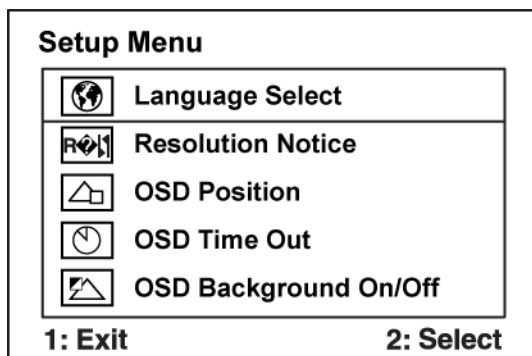 Setup Menu
Language Select
Resolution Notice
OSD Position
OSD Time Out
OSD Background On/Off
1: Exit 2: Select